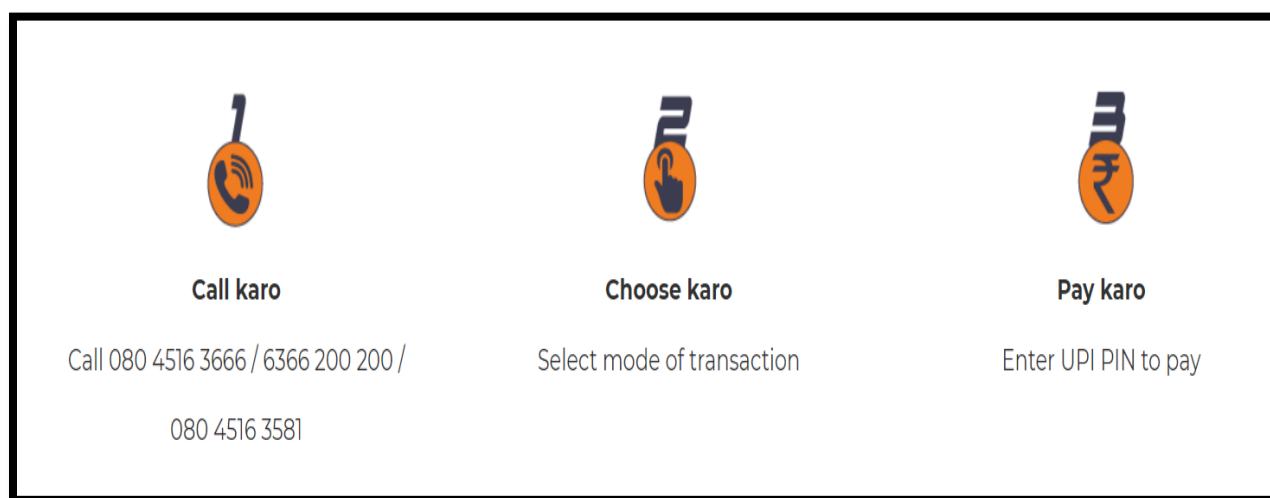 1
2
3
Call karo
Choose karo
Pay karo
Call 080 4516 3666 / 6366 200 200 /
080 4516 3581
Select mode of transaction
Enter UPI PIN to pay